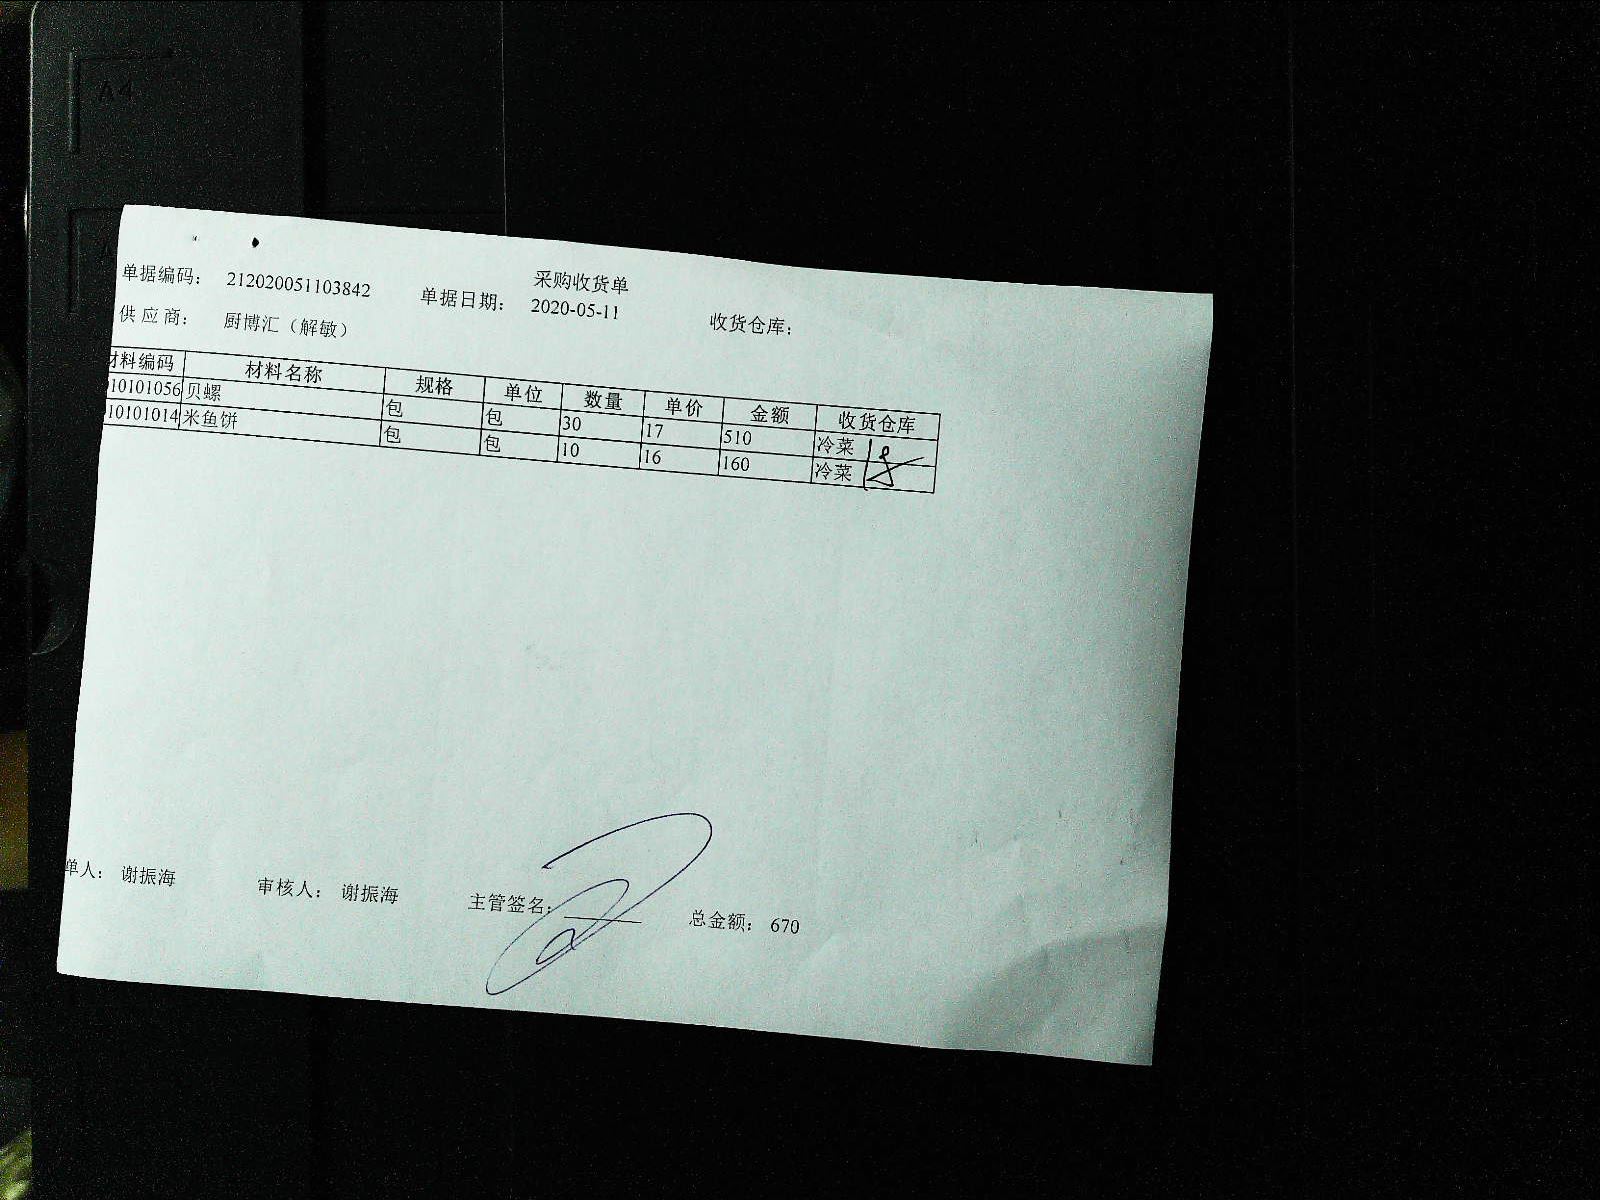 A4
采购收货单
单据编码： 212020051103842 单据日期： 2020-05-11 收货仓库：
供应商： 厨博汇（解敏）
材料编码 材料名称 规格 单位 数量 单价 金额 收货仓库
10101056 贝螺 包 包 30 17 510 冷菜
10101014 米鱼饼 包 包 10 16 160 冷菜
单人： 谢振海 审核人： 谢振海 主管签名： 总金额： 670